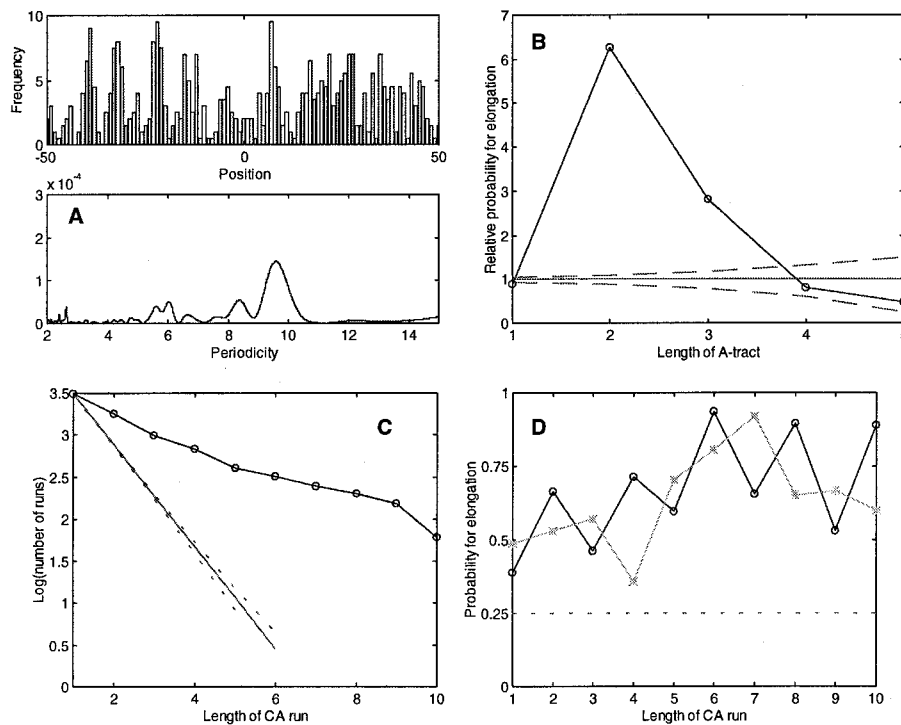 10
5
0
Frequency
-50 0 50
Position
x 10^-4
3
2
1
0
A
2 4 6 8 10 12 14 15
Periodicity
B
7
6
5
4
3
2
1
0
Relative probability for elongation
1 2 3 4
Length of A-tract
C
3.5
3
2.5
2
1.5
1
0.5
0
Log(number of runs)
2 4 6 8 10
Length of CA run
D
1
0.75
0.5
0.25
0
Probability for elongation
1 2 3 4 5 6 7 8 9 10
Length of CA run